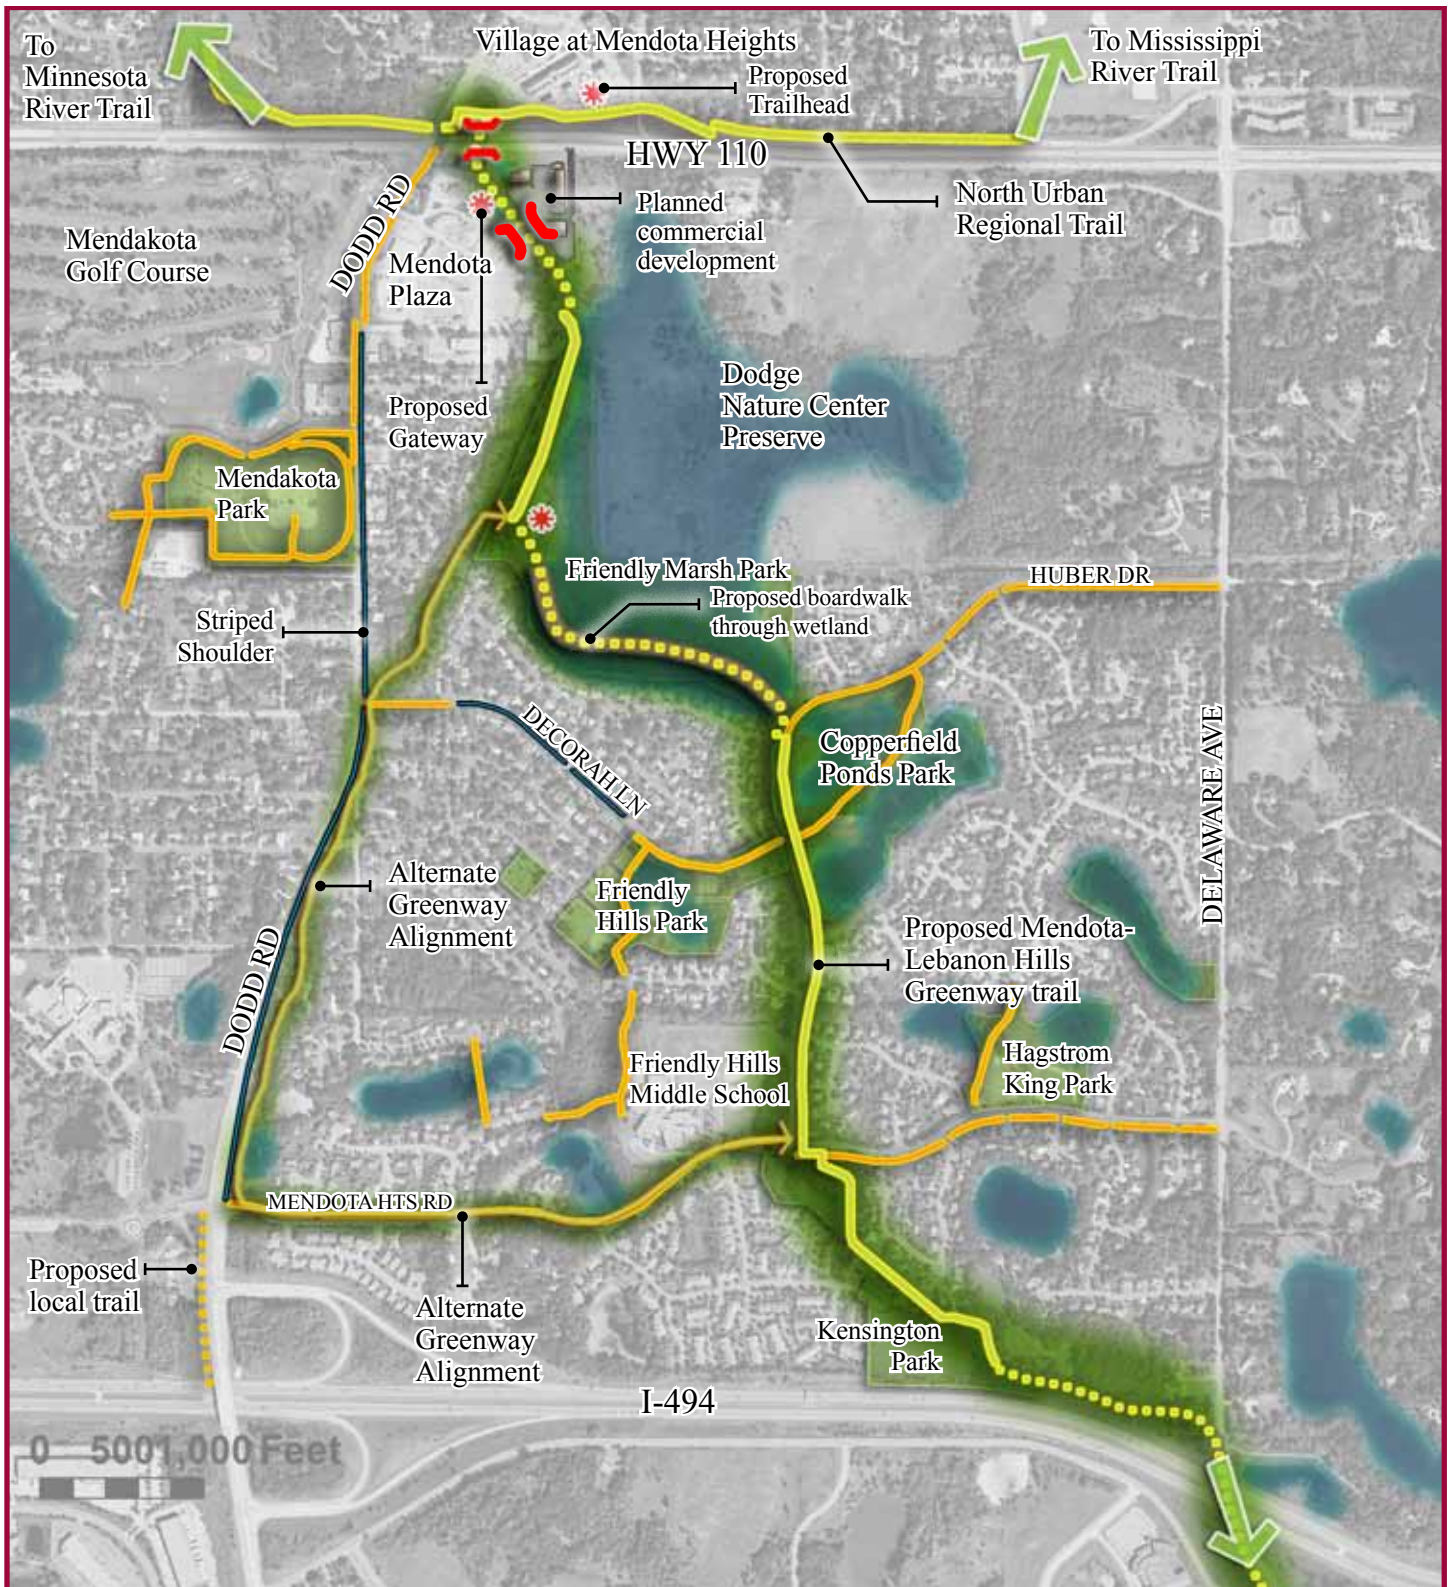 To
Minnesota
River Trail
Village at Mendota Heights
Proposed
Trailhead
To Mississippi
River Trail
HWY 110
North Urban
Regional Trail
DODD RD
Mendakota
Golf Course
Mendota
Plaza
Planned
commercial
development
Proposed
Gateway
Dodge
Nature Center
Preserve
Mendakota
Park
Friendly Marsh Park
Proposed boardwalk
through wetland
HUBER DR
Striped
Shoulder
DECORAH LN
Copperfield
Ponds Park
DELAWARE AVE
Alternate
Greenway
Alignment
Friendly
Hills Park
Proposed Mendota-
Lebanon Hills
Greenway trail
DODD RD
Hagstrom
King Park
Friendly Hills
Middle School
MENDOTA HTS RD
Proposed
local trail
Alternate
Greenway
Alignment
Kensington
Park
I-494
0 500 1,000 Feet